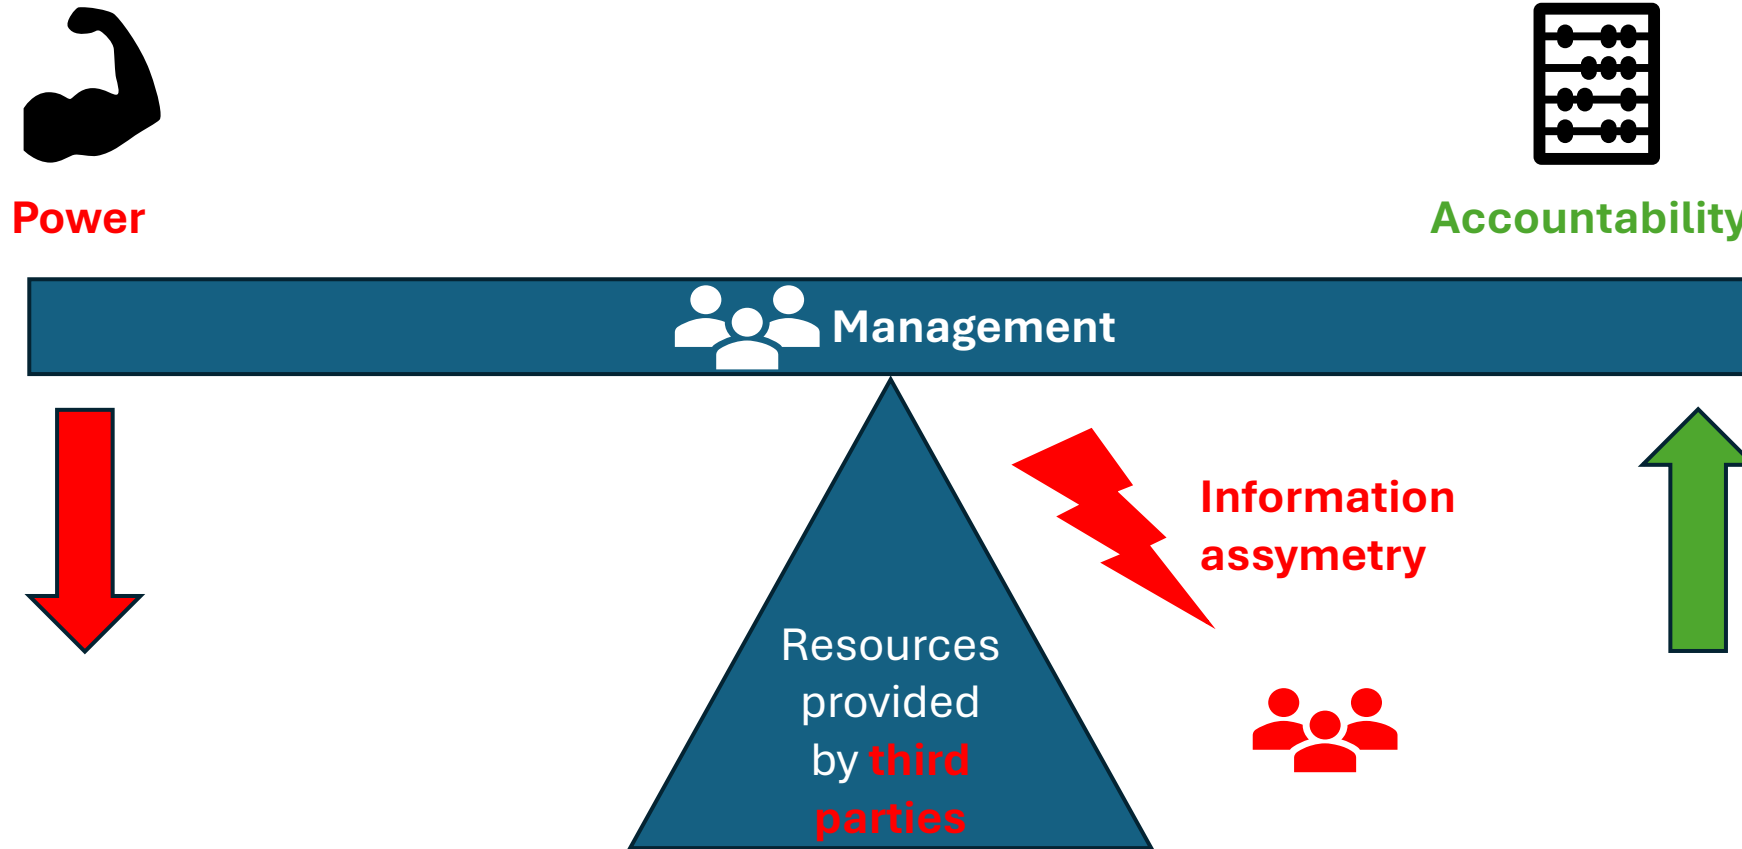 Power
Accountability
Management
Information
assymetry
Resources
provided
by third
parties